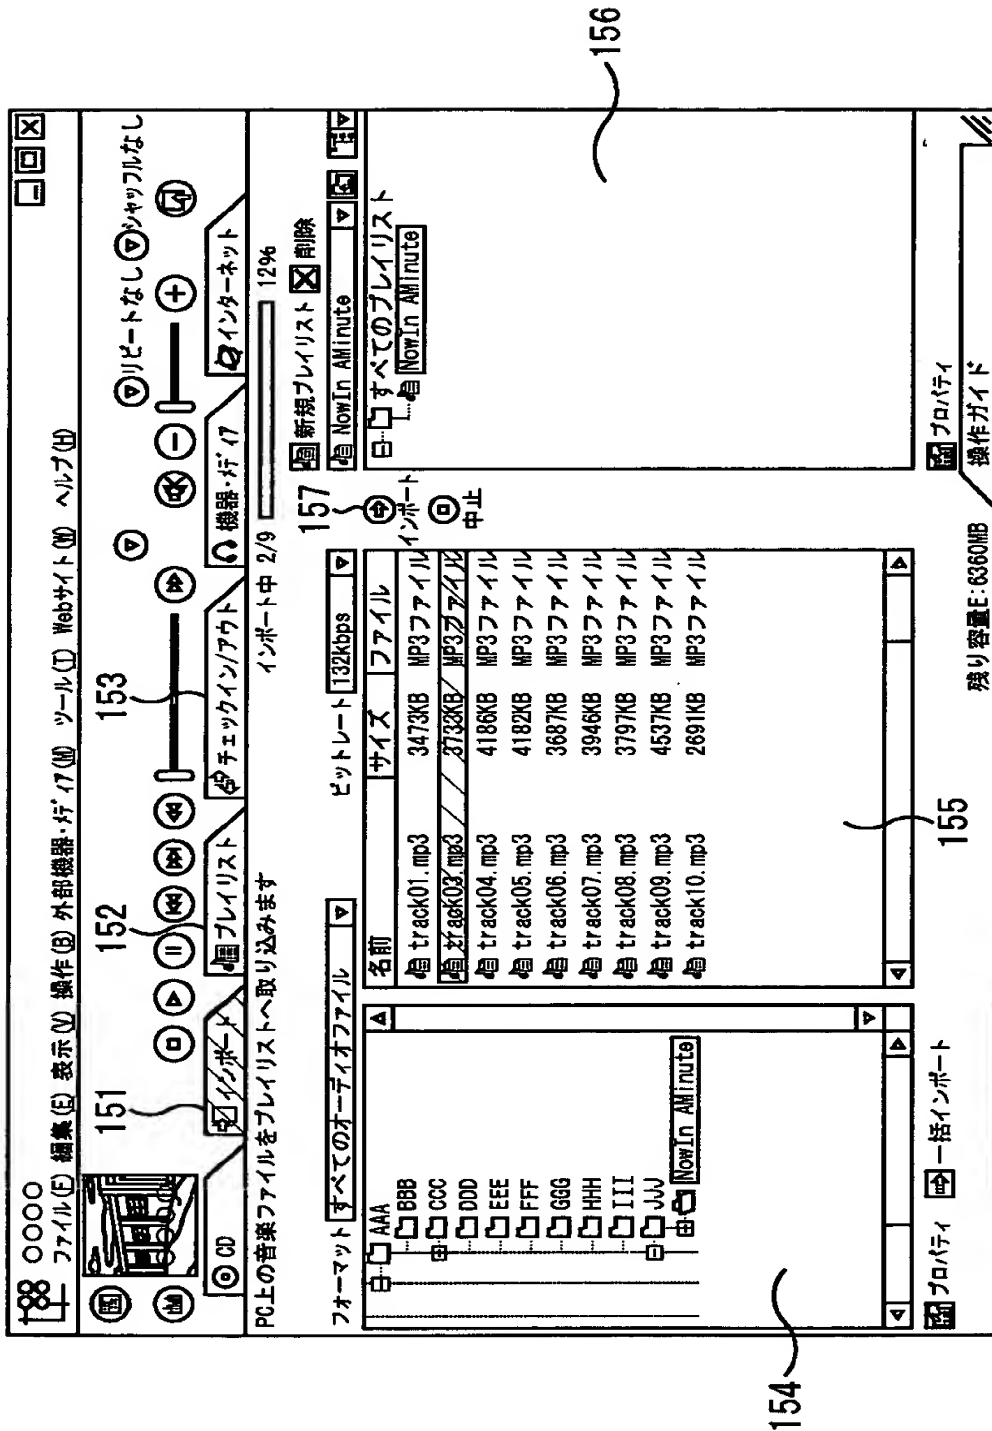 ○○○○
ファイル(F) 編集(E) 表示(V) 操作(B) 外部機器・ﾒﾃﾞｨｱ(M) ツール(T) Webサイト(W) ヘルプ(H)
リピートなし シャッフルなし
151
152
153
CD
インポート
プレイリスト
チェックイン/アウト
機器・ﾒﾃﾞｨｱ
インターネット
PC上の音楽ファイルをプレイリストへ取り込みます
インポート中 2/9
12%
新規プレイリスト 削除
フォーマット すべてのオーディオファイル
ビットレート 132kbps
157
NowIn AMinute
AAA
BBB
CCC
DDD
EEE
FFF
GGG
HHH
III
JJJ
NowIn AMinute
名前 サイズ ファイル
track01.mp3 3473KB MP3ファイル
track03.mp3 3733KB MP3ファイル
track04.mp3 4186KB MP3ファイル
track05.mp3 4182KB MP3ファイル
track06.mp3 3687KB MP3ファイル
track07.mp3 3946KB MP3ファイル
track08.mp3 3797KB MP3ファイル
track09.mp3 4537KB MP3ファイル
track10.mp3 2691KB MP3ファイル
インポート
中止
すべてのプレイリスト
NowIn AMinute
プロパティ 一括インポート
プロパティ
残り容量E:6360MB
操作ガイド
154
155
156